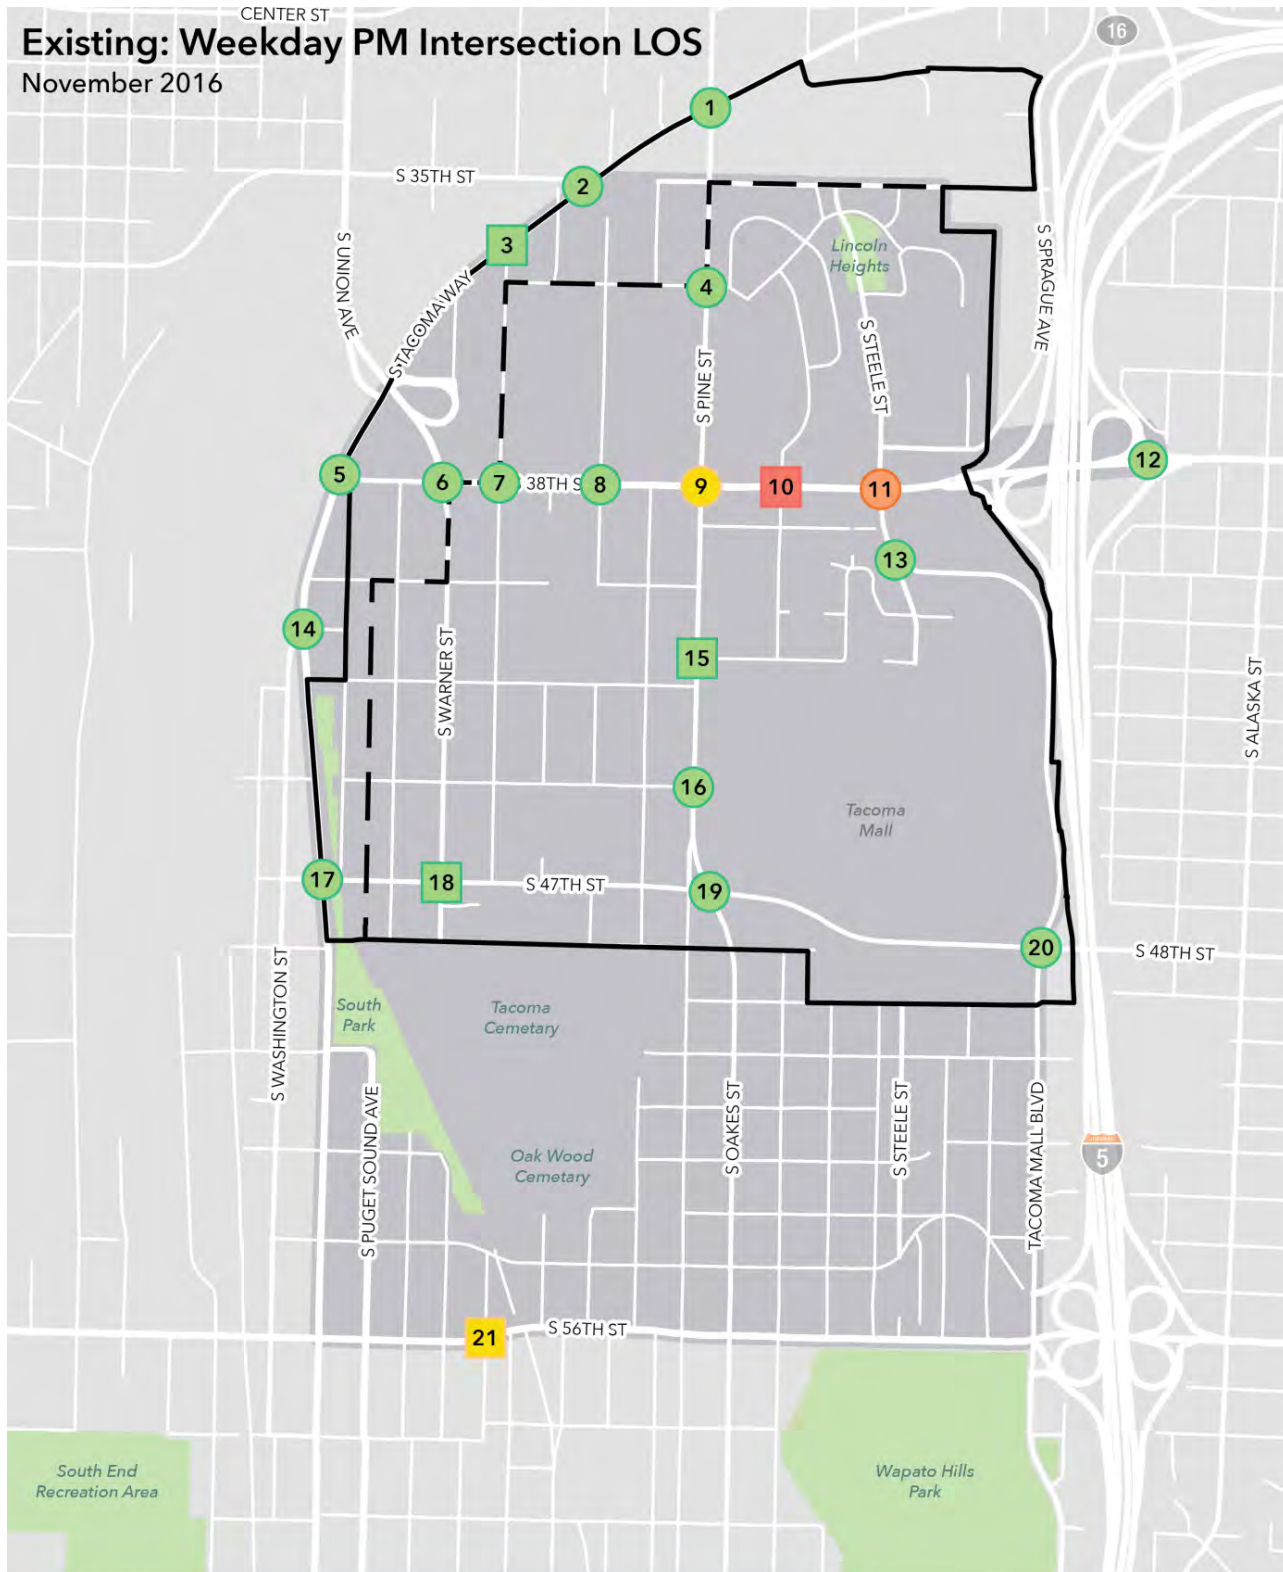 CENTER ST
Existing: Weekday PM Intersection LOS
November 2016
16
1
S 35TH ST
2
3
S UNION AVE
S TACOMA WAY
4
Lincoln
Heights
S SPRAGUE AVE
S PINE ST
S STEELE ST
5
6
7
S 38TH S
8
9
10
11
12
13
14
15
S WARNER ST
S ALASKA ST
16
Tacoma
Mall
17
18
S 47TH ST
19
20
S 48TH ST
S WASHINGTON ST
South
Park
Tacoma
Cemetary
S PUGET SOUND AVE
Oak Wood
Cemetary
S OAKES ST
S STEELE ST
TACOMA MALL BLVD
5
21
S 56TH ST
South End
Recreation Area
Wapato Hills
Park